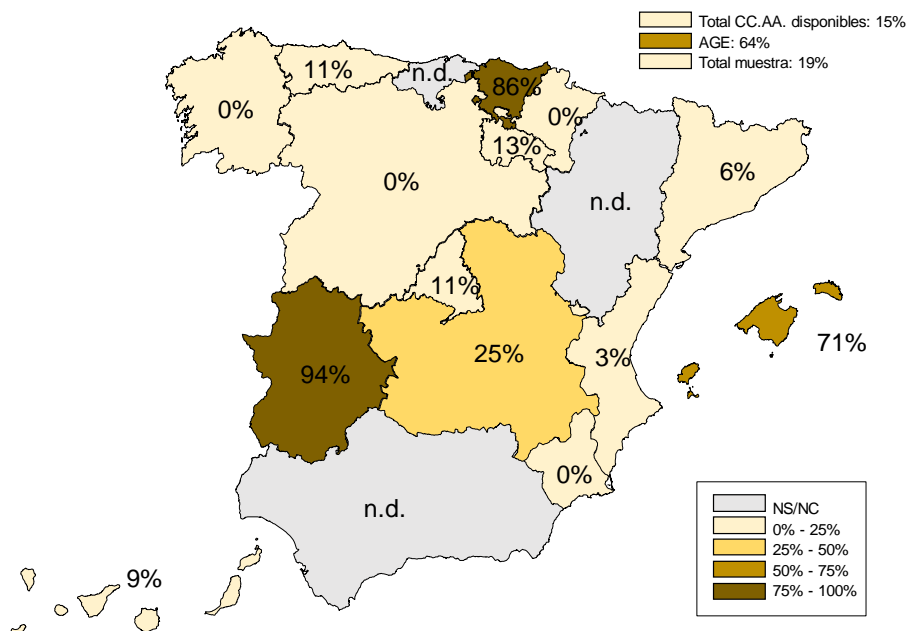 Total CC.AA. disponibles: 15%
AGE: 64%
Total muestra: 19%
11%
n.d.
86%
0%
0%
13%
6%
0%
n.d.
11%
71%
25%
3%
94%
0%
n.d.
9%
NS/NC
0% - 25%
25% - 50%
50% - 75%
75% - 100%